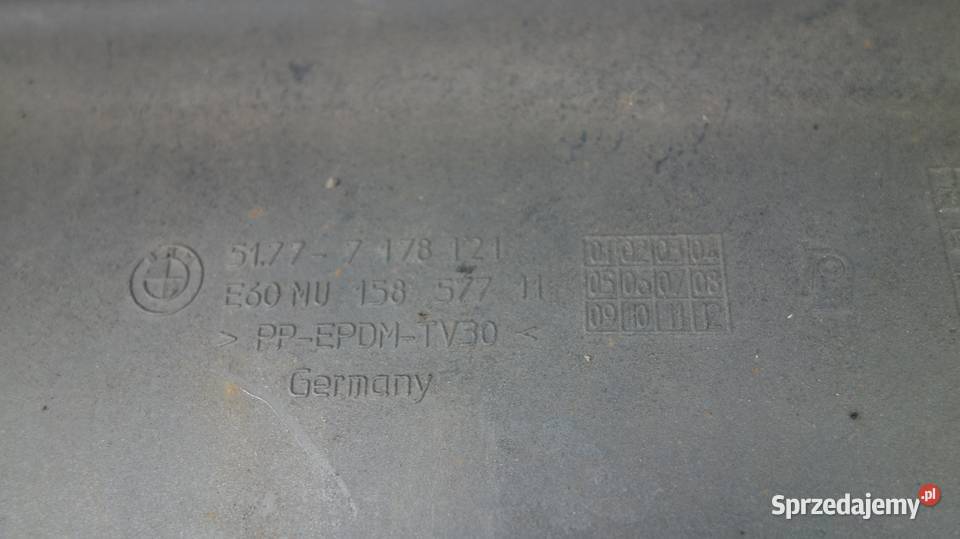 51.77- 7 178 121
E60 MU 158 577 11
> PP-EPDM-TV30 <
Germany
01 02 03 04
05 06 07 08
09 10 11 12
Sprzedajemy.pl